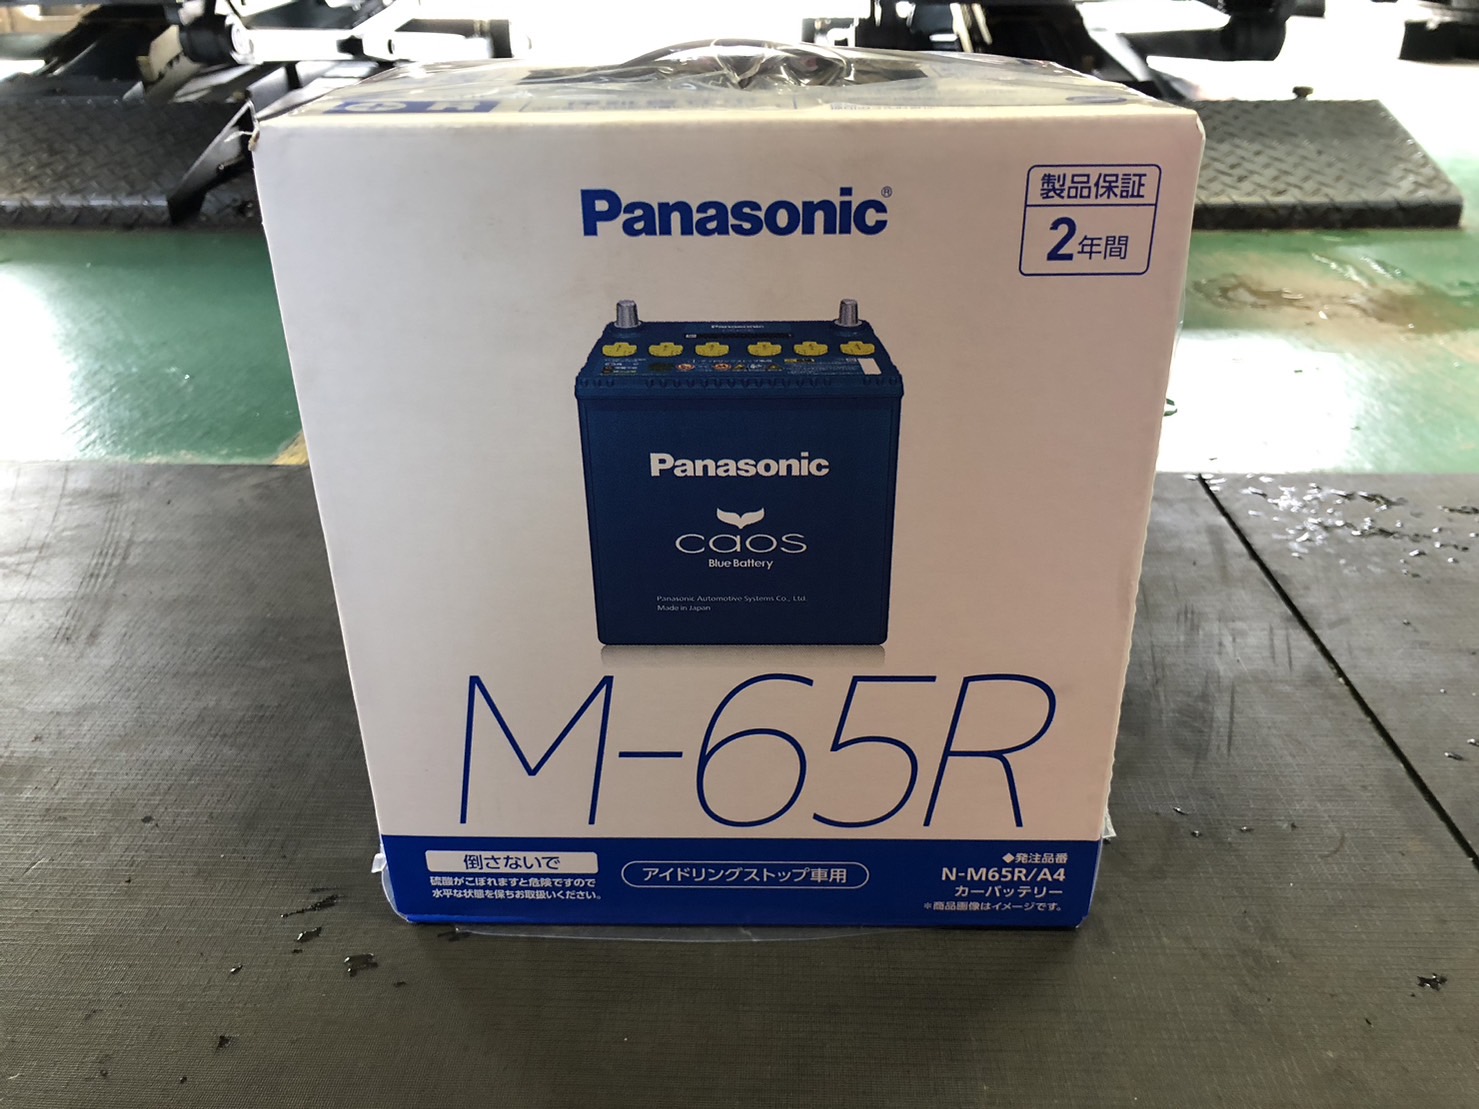 Panasonic®
製品保証
2年間
Panasonic
Panasonic
caos
Blue Battery
Panasonic Automotive Systems Co., Ltd.
Made in Japan
M-65R
倒さないで
硫酸がこぼれますと危険ですので
水平な状態を保ちお取扱いください。
アイドリングストップ車用
◆発注品番
N-M65R/A4
カーバッテリー
※商品画像はイメージです。